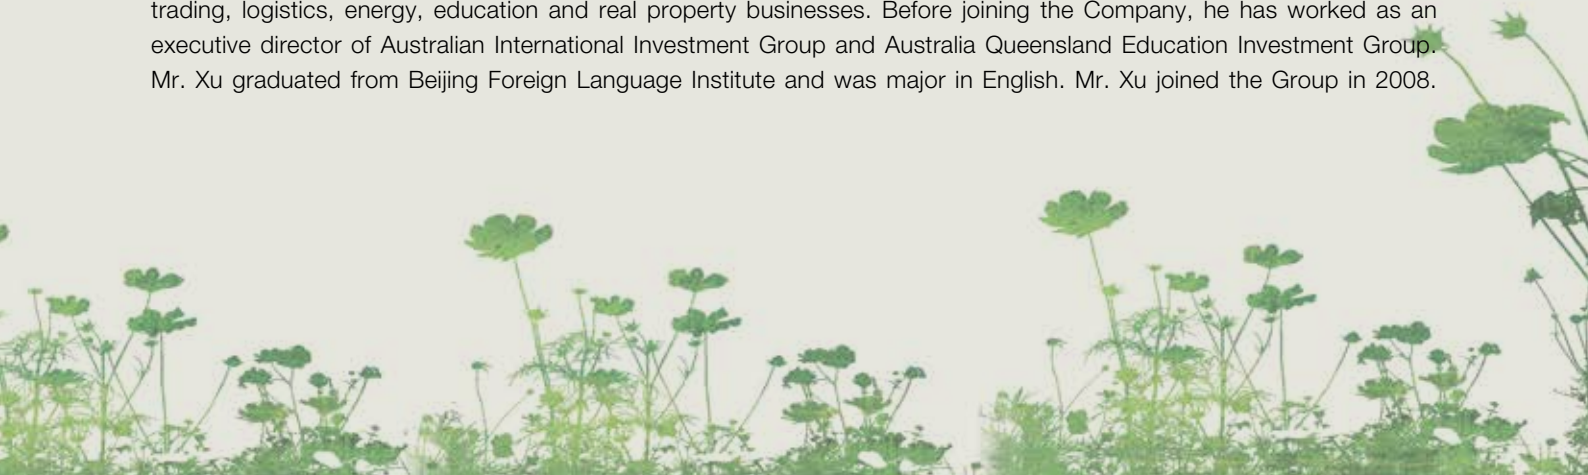 trading, logistics, energy, education and real property businesses. Before joining the Company, he has worked as an
executive director of Australian International Investment Group and Australia Queensland Education Investment Group.
Mr. Xu graduated from Beijing Foreign Language Institute and was major in English. Mr. Xu joined the Group in 2008.